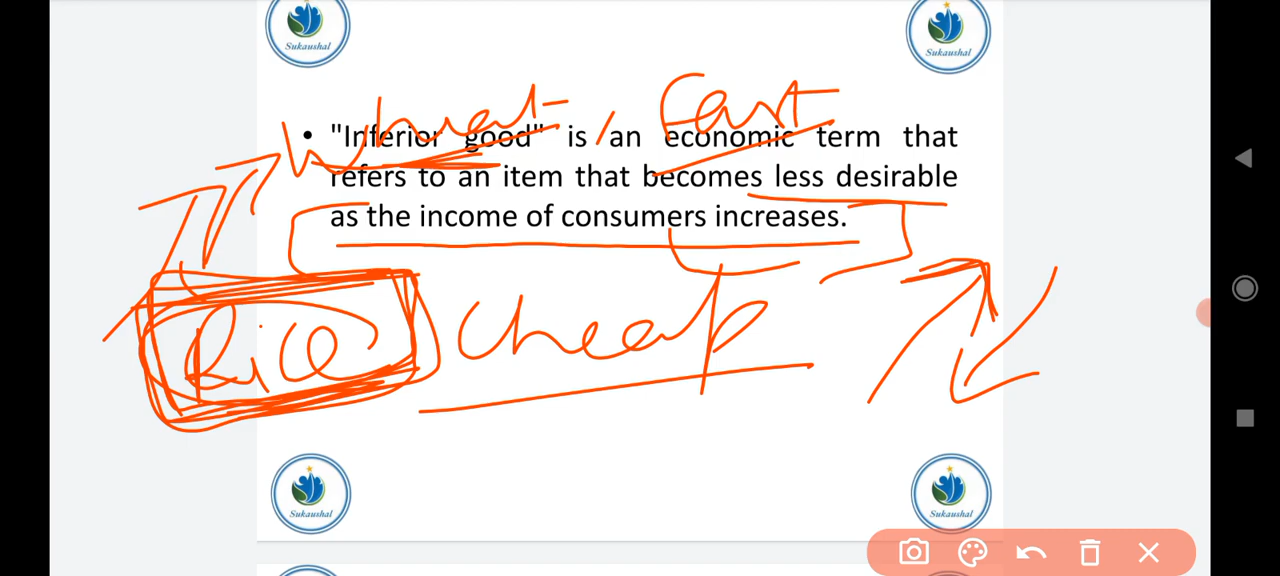 Sukaushal
Sukaushal
Wheat
Fast
• "Inferior good" is an economic term that
refers to an item that becomes less desirable
as the income of consumers increases.
Rice
Cheap
Sukaushal
Sukaushal